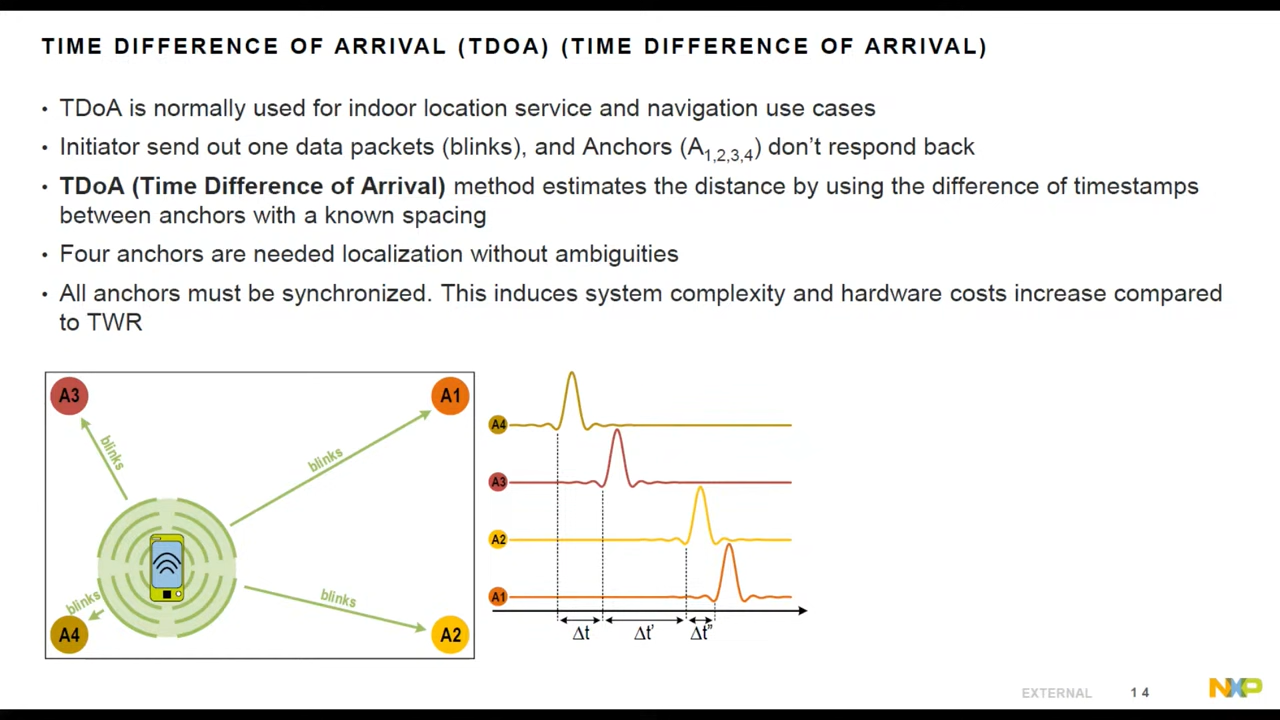 TIME DIFFERENCE OF ARRIVAL (TDOA) (TIME DIFFERENCE OF ARRIVAL)
• TDoA is normally used for indoor location service and navigation use cases
• Initiator send out one data packets (blinks), and Anchors (A1,2,3,4) don't respond back
• TDoA (Time Difference of Arrival) method estimates the distance by using the difference of timestamps
between anchors with a known spacing
• Four anchors are needed localization without ambiguities
• All anchors must be synchronized. This induces system complexity and hardware costs increase compared
to TWR
A3
A1
blinks
blinks
blinks
blinks
A4
A2
A4
A3
A2
A1
Δt
Δt'
Δt"
EXTERNAL
14
NXP